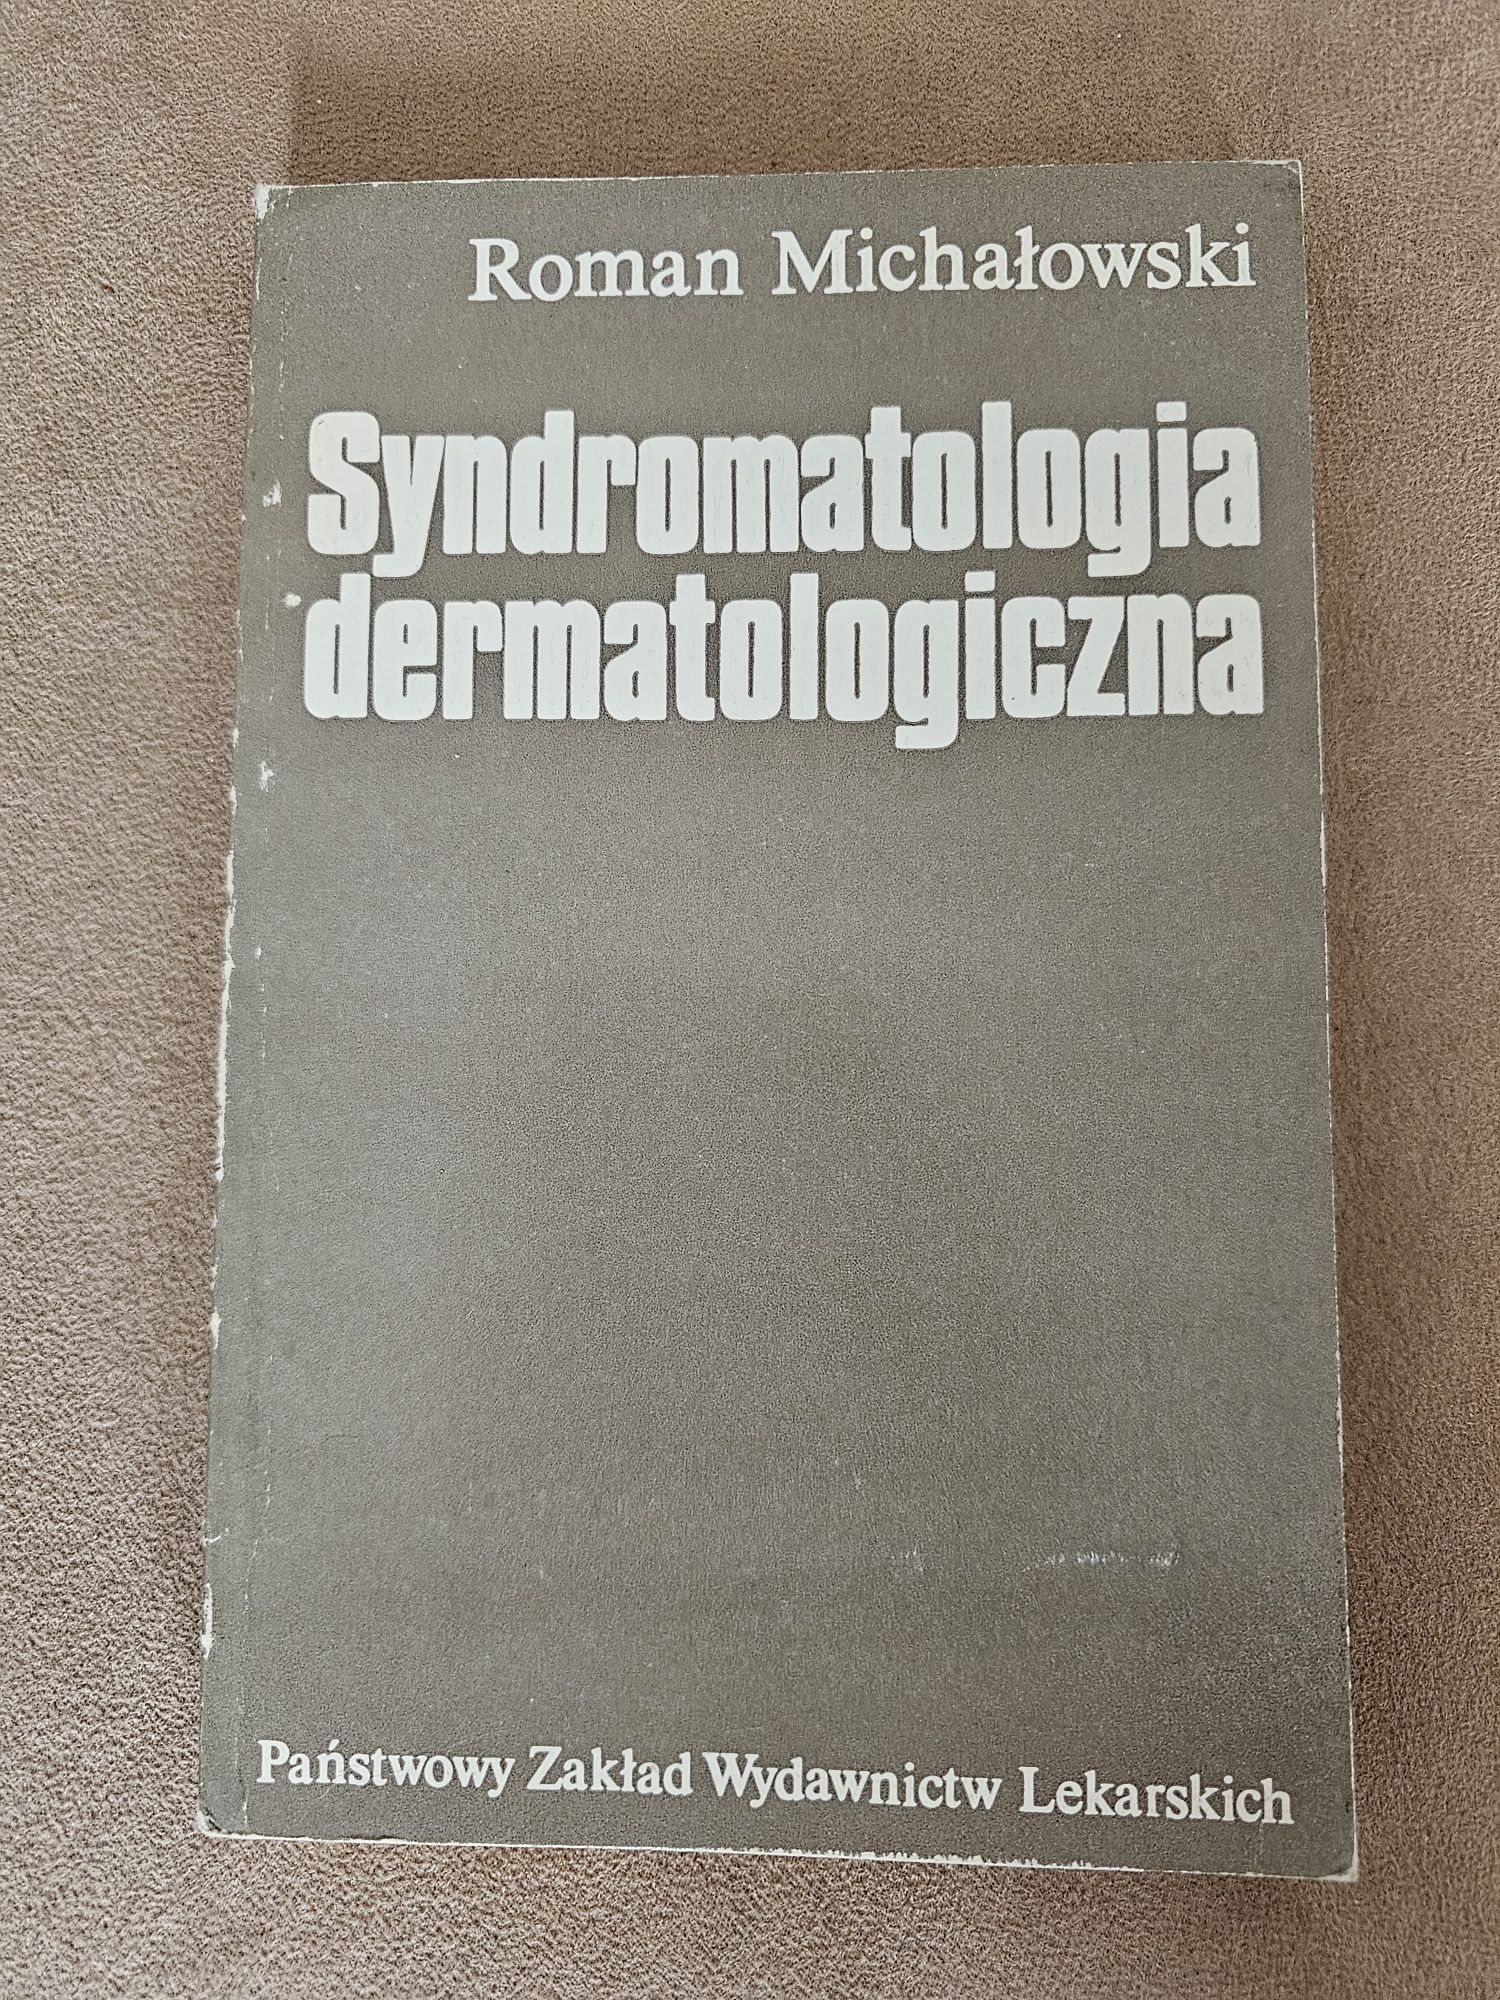 Roman Michałowski
Syndromatologia
dermatologiczna
Państwowy Zakład Wydawnictw Lekarskich